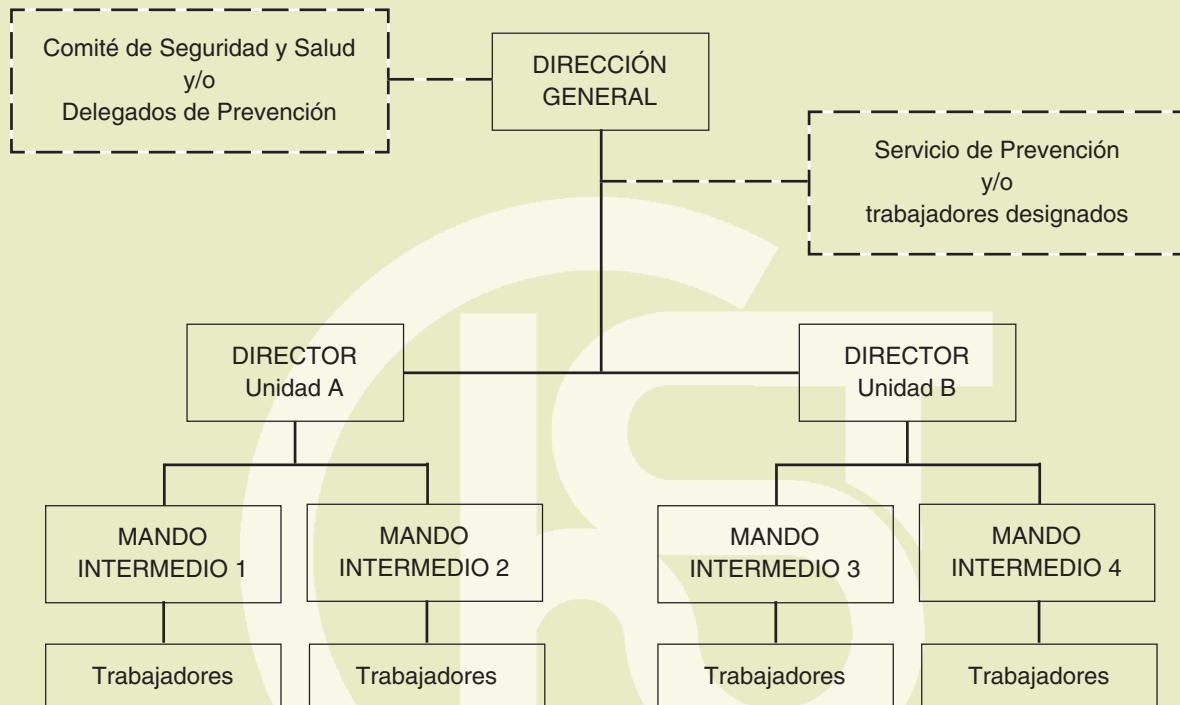 Comité de Seguridad y Salud
y/o
Delegados de Prevención
DIRECCIÓN
GENERAL
Servicio de Prevención
y/o
trabajadores designados
DIRECTOR
Unidad A
DIRECTOR
Unidad B
MANDO
INTERMEDIO 1
MANDO
INTERMEDIO 2
MANDO
INTERMEDIO 3
MANDO
INTERMEDIO 4
Trabajadores
Trabajadores
Trabajadores
Trabajadores